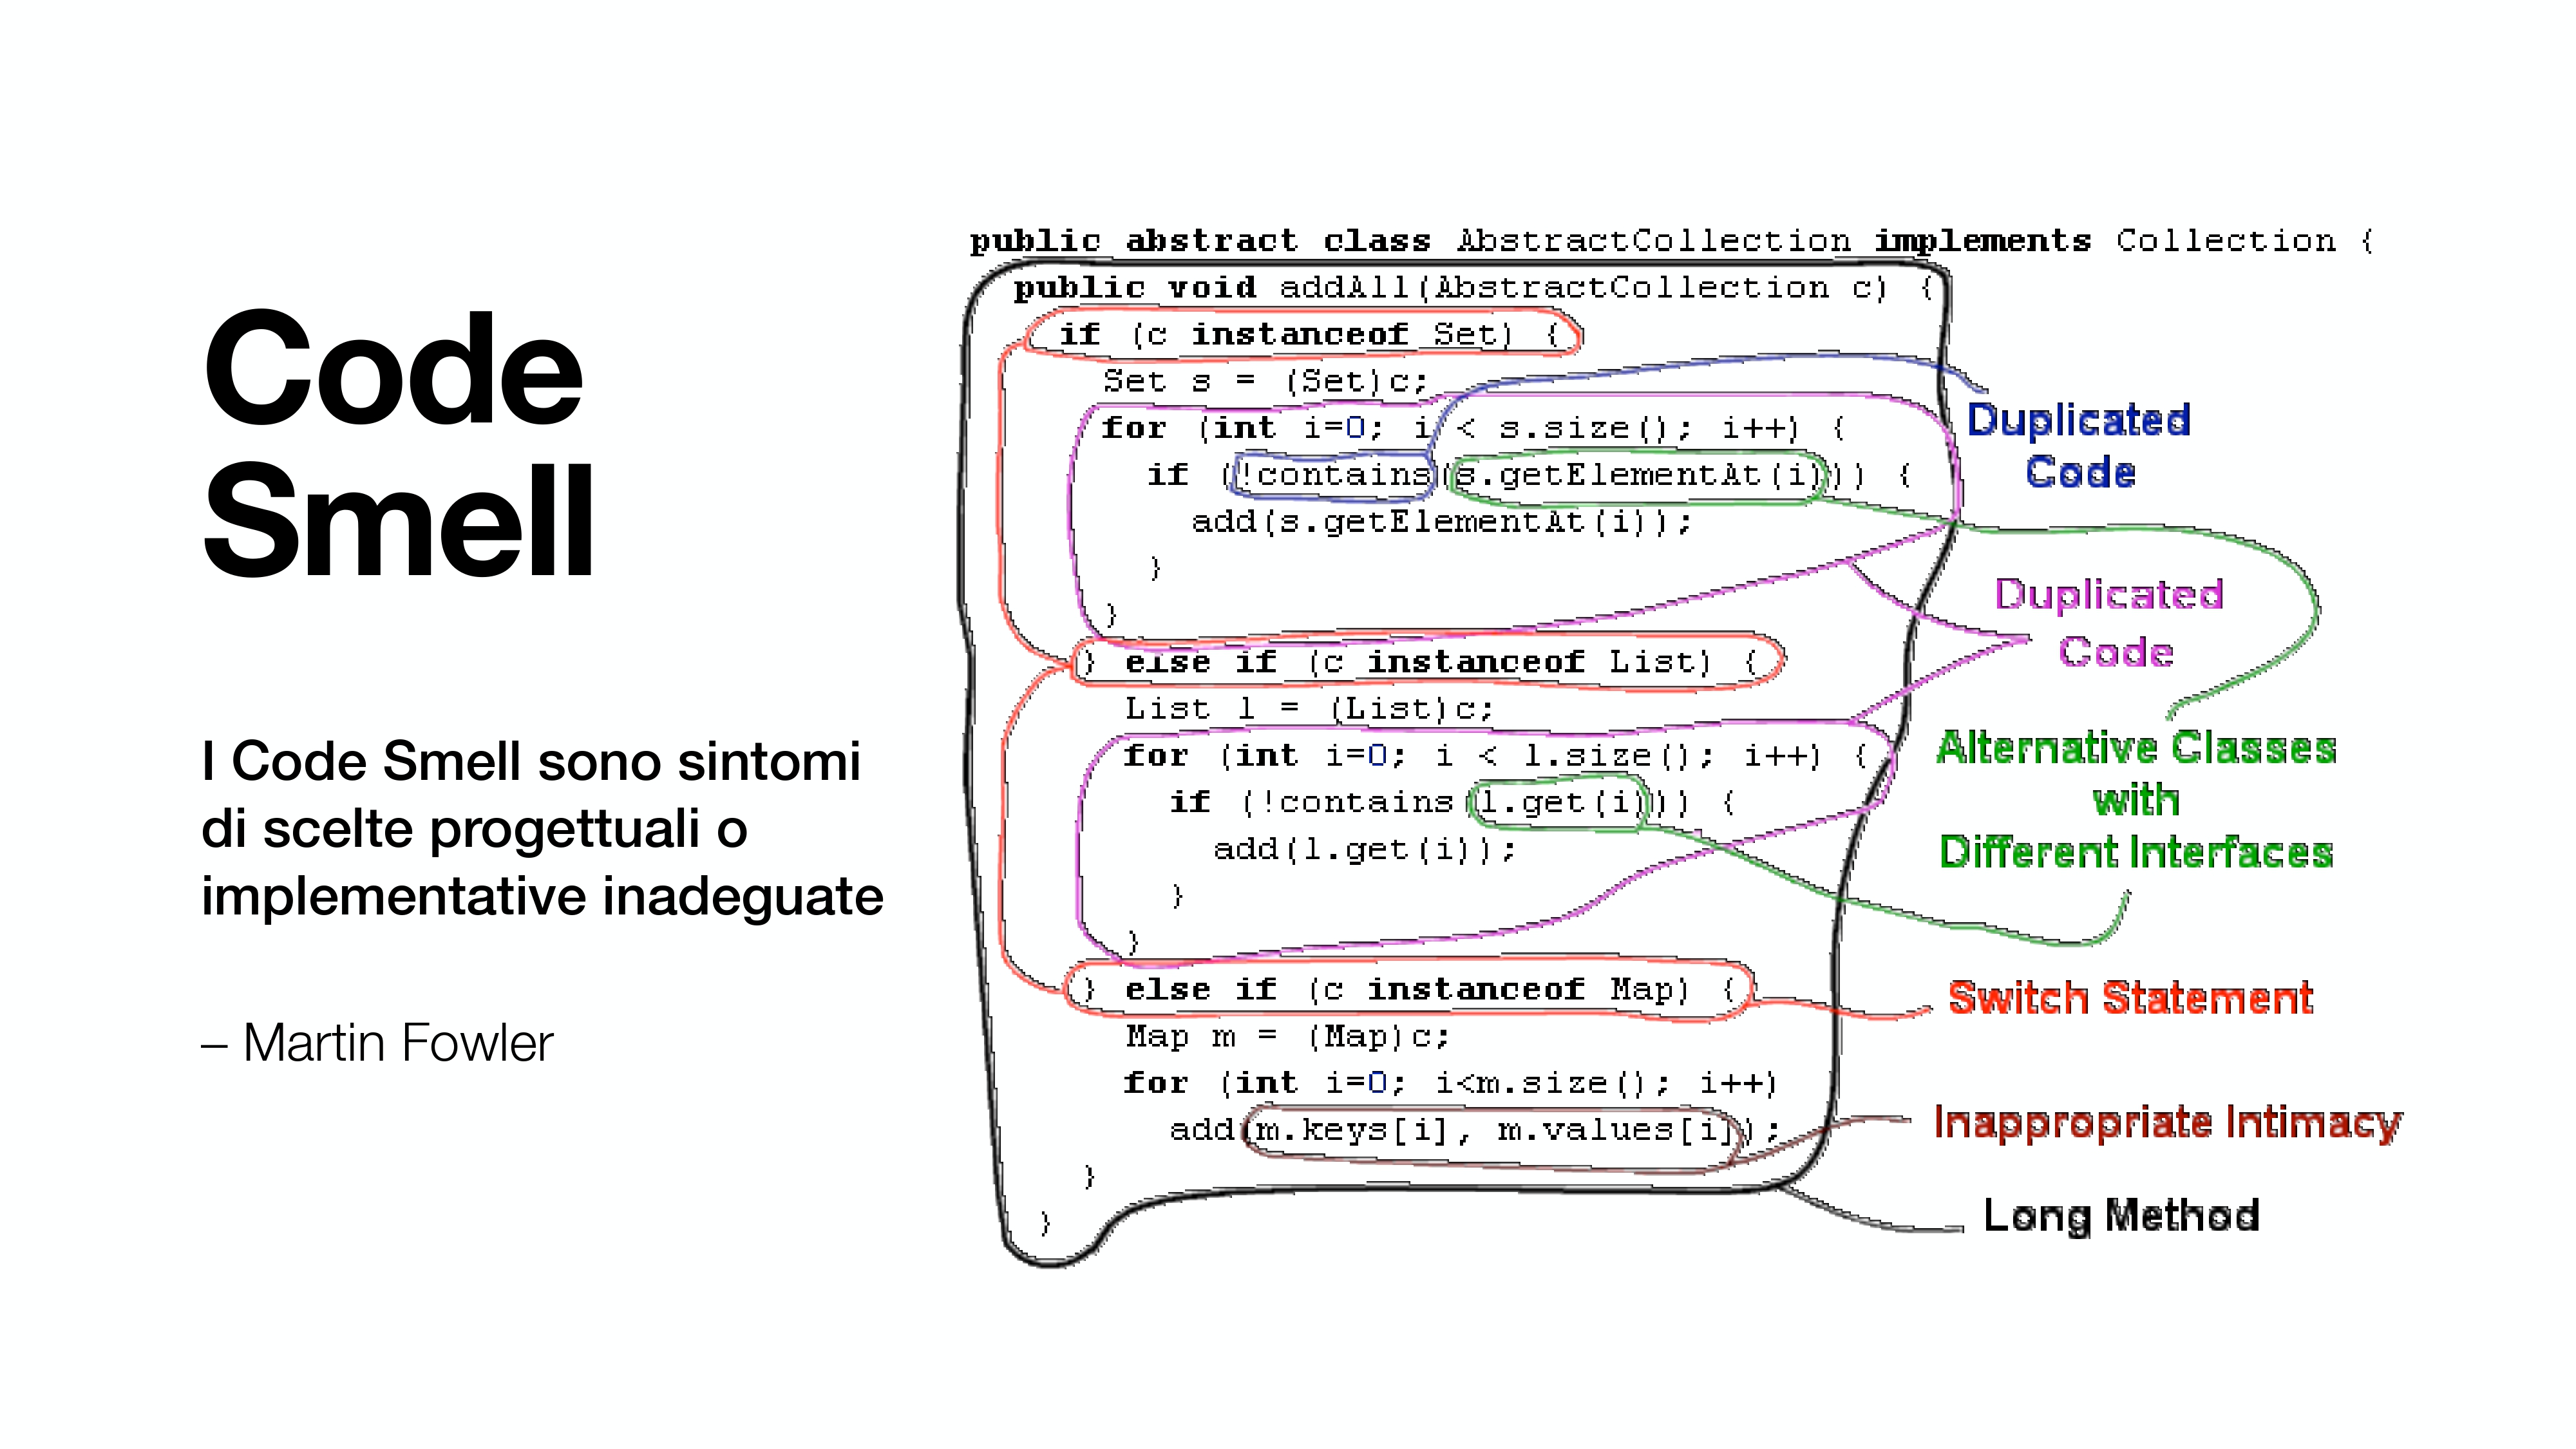 Code
Smell
I Code Smell sono sintomi
di scelte progettuali o
implementative inadeguate
– Martin Fowler
public abstract class AbstractCollection implements Collection {
public void addAll(AbstractCollection c) {
if (c instanceof Set) {
Set s = (Set)c;
for (int i=0; i < s.size(); i++) {
if (!contains(s.getElementAt(i))) {
add(s.getElementAt(i));
}
}
} else if (c instanceof List) {
List l = (List)c;
for (int i=0; i < l.size(); i++) {
if (!contains(l.get(i))) {
add(l.get(i));
}
}
} else if (c instanceof Map) {
Map m = (Map)c;
for (int i=0; i<m.size(); i++)
add(m.keys[i], m.values[i]);
}
}
Duplicated
Code
Duplicated
Code
Alternative Classes
with
Different Interfaces
Switch Statement
Inappropriate Intimacy
Long Method